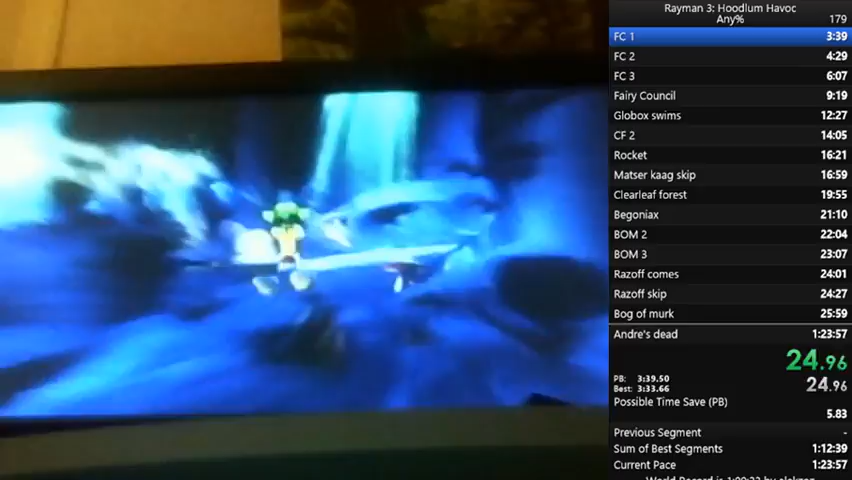 Rayman 3: Hoodlum Havoc
Any% 179
FC 1 3:39
FC 2 4:29
FC 3 6:07
Fairy Council 9:19
Globox swims 12:27
CF 2 14:05
Rocket 16:21
Matser kaag skip 16:59
Clearleaf forest 19:55
Begoniax 21:10
BOM 2 22:04
BOM 3 23:07
Razoff comes 24:01
Razoff skip 24:27
Bog of murk 25:59
Andre's dead 1:23:57
24.96
PB: 3:39.50
Best: 3:33.66 24.96
Possible Time Save (PB)
5.83
Previous Segment -
Sum of Best Segments 1:12:39
Current Pace 1:23:57
World Record is